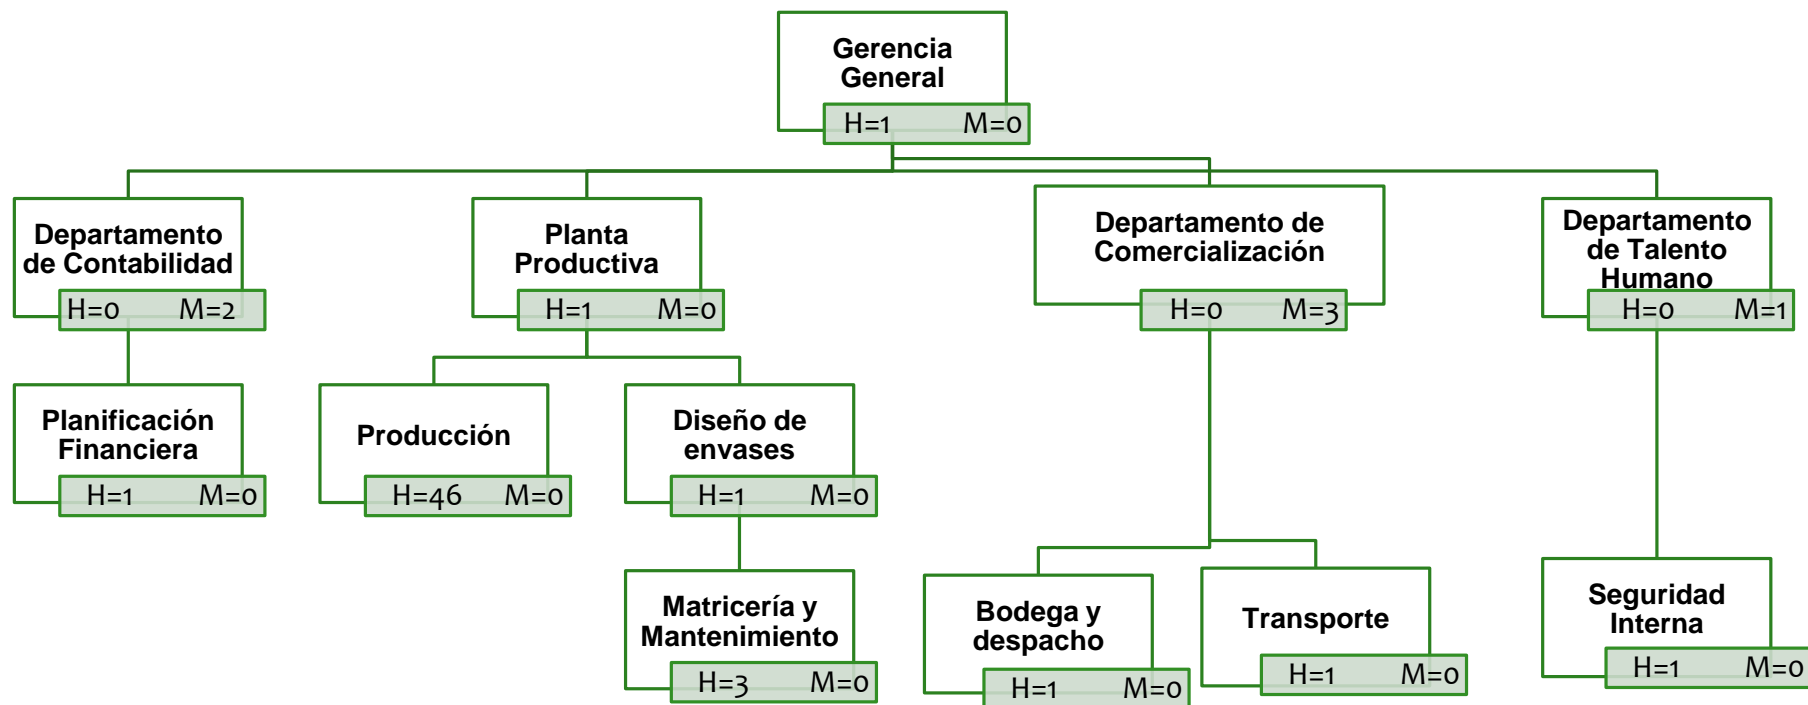 Gerencia
General
H=1 M=0
Departamento
de Contabilidad
H=0 M=2
Planta
Productiva
H=1 M=0
Departamento de
Comercialización
H=0 M=3
Departamento
de Talento
Humano
H=0 M=1
Planificación
Financiera
H=1 M=0
Producción
H=46 M=0
Diseño de
envases
H=1 M=0
Matricería y
Mantenimiento
H=3 M=0
Bodega y
despacho
H=1 M=0
Transporte
H=1 M=0
Seguridad
Interna
H=1 M=0